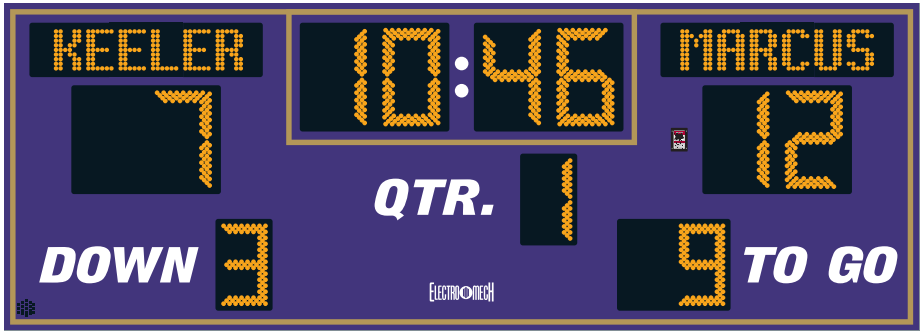 KEELER 10:46 MARCUS
7 12
QTR. 1
DOWN 3 9 TO GO
ELECTRO MECH